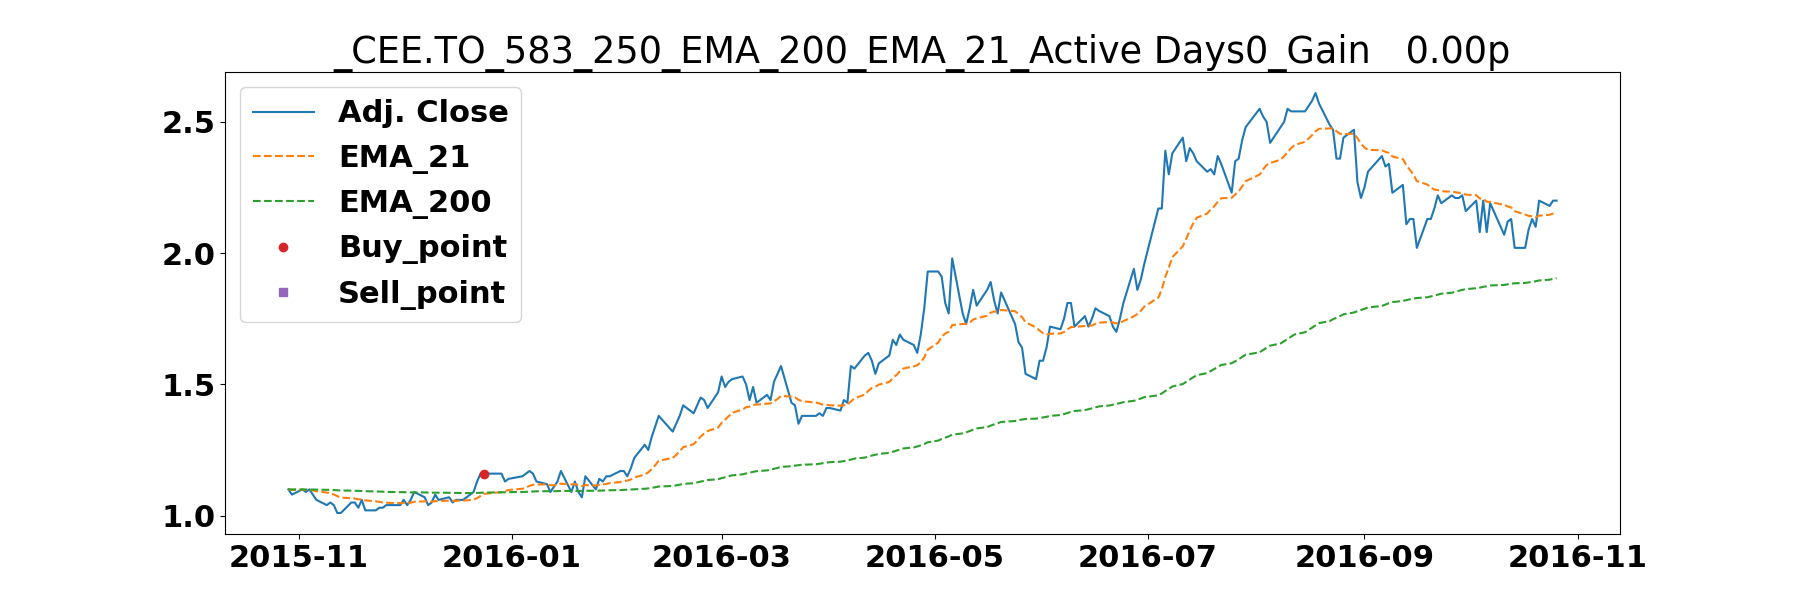 _CEE.TO_583_250_EMA_200_EMA_21_Active Days0_Gain   0.00p
Adj. Close
EMA_21
EMA_200
Buy_point
Sell_point
2.5
2.0
1.5
1.0
2015-11 2016-01 2016-03 2016-05 2016-07 2016-09 2016-11